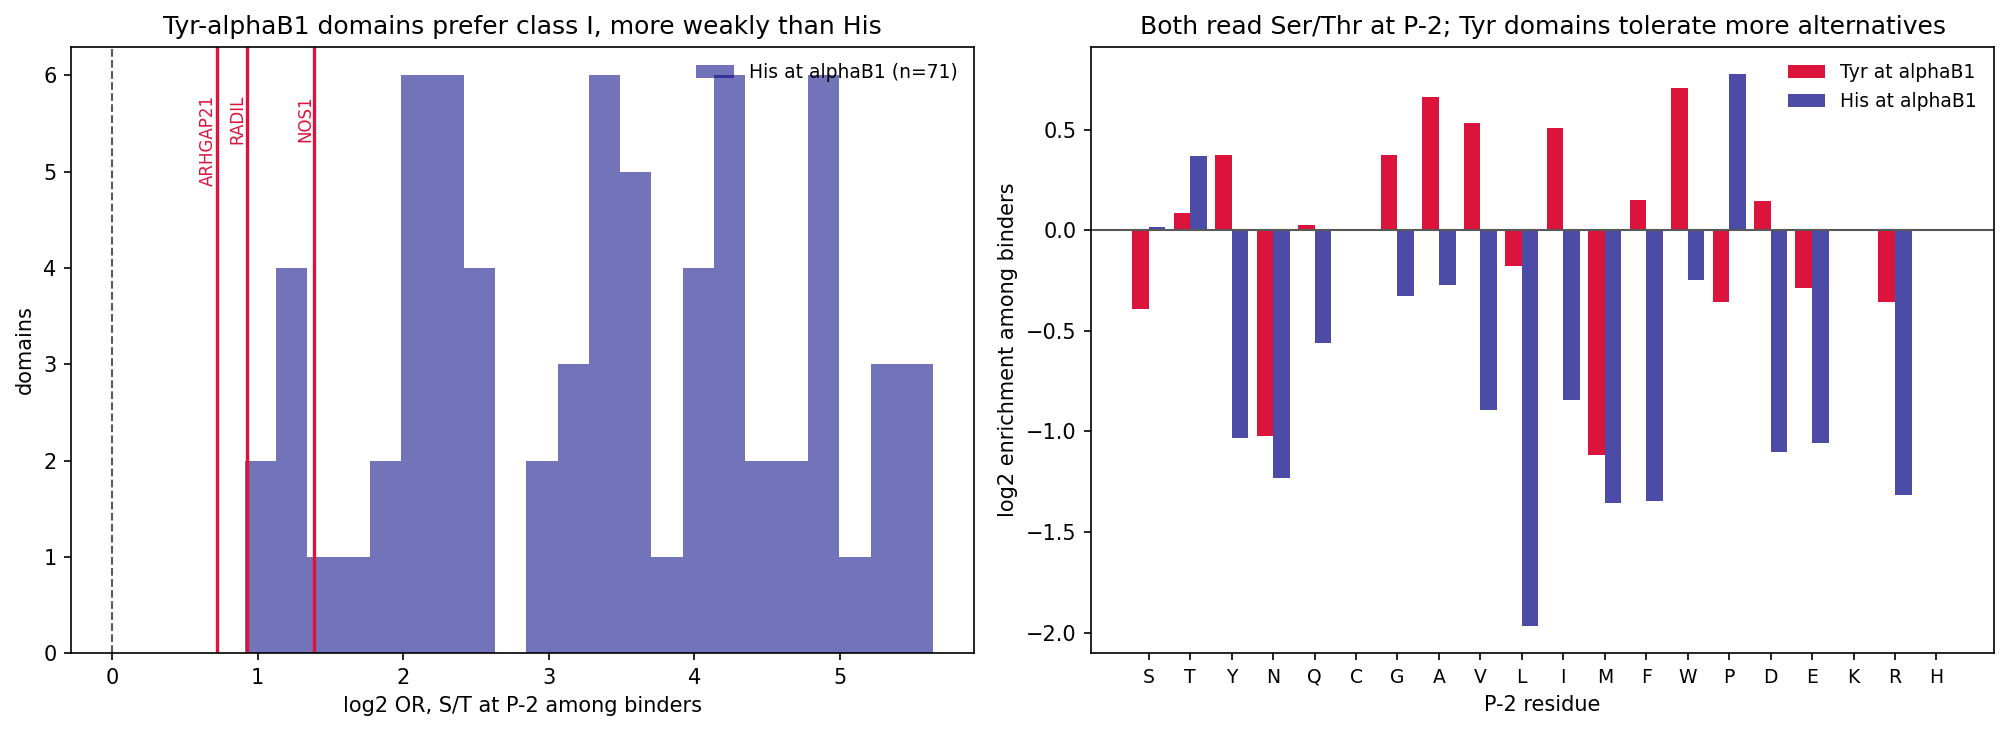 Tyr-alphaB1 domains prefer class I, more weakly than His
His at alphaB1 (n=71)
ARHGAP21
RADIL
NOS1
domains
6
5
4
3
2
1
0
0 1 2 3 4 5
log2 OR, S/T at P-2 among binders
Both read Ser/Thr at P-2; Tyr domains tolerate more alternatives
Tyr at alphaB1
His at alphaB1
log2 enrichment among binders
0.5
0.0
−0.5
−1.0
−1.5
−2.0
S T Y N Q C G A V L I M F W P D E K R H
P-2 residue